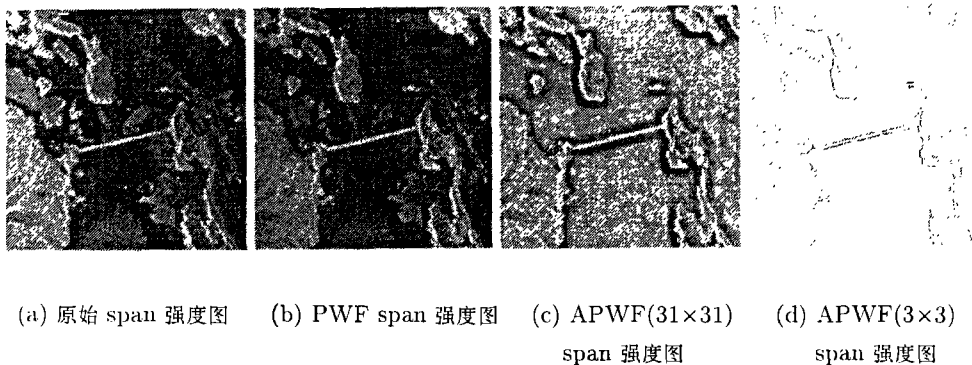 (a) 原始 span 强度图
(b) PWF span 强度图
(c) APWF(31×31)
span 强度图
(d) APWF(3×3)
span 强度图